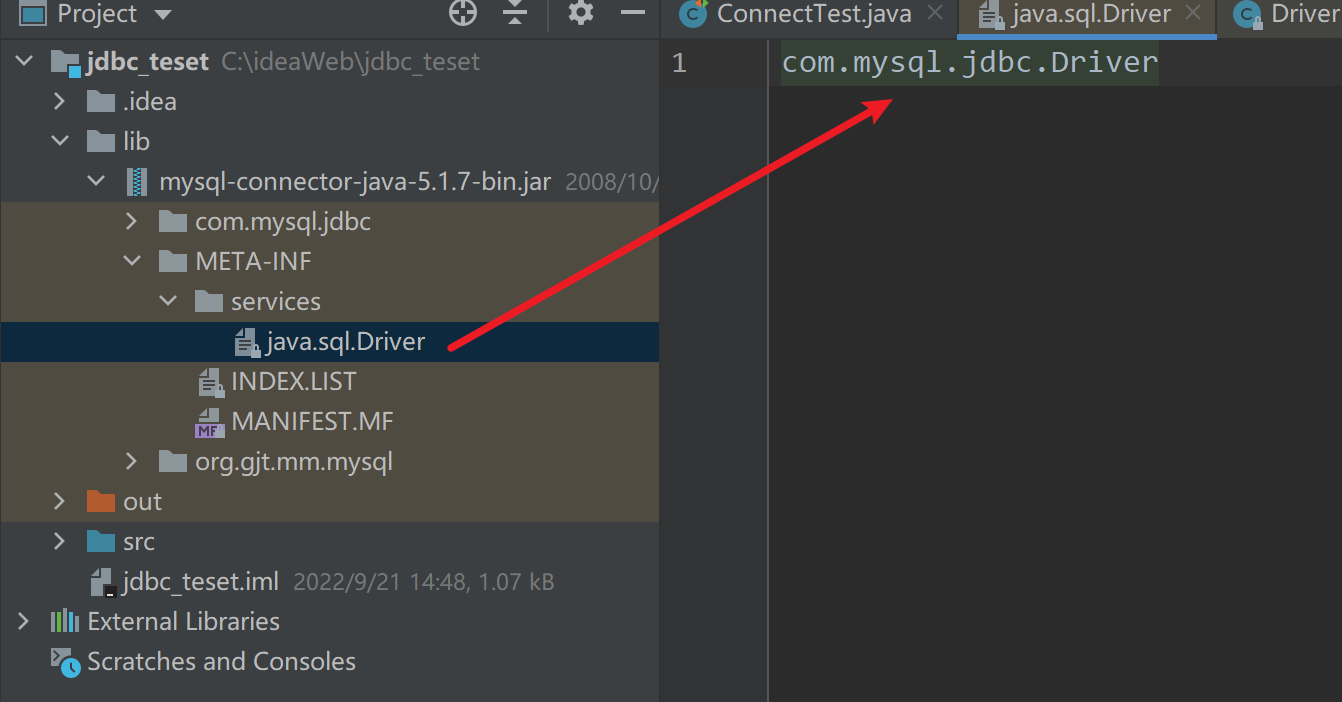 Project
ConnectTest.java
java.sql.Driver
Driver
jdbc_teset C:\ideaWeb\jdbc_teset
1 com.mysql.jdbc.Driver
.idea
lib
mysql-connector-java-5.1.7-bin.jar 2008/10/
com.mysql.jdbc
META-INF
services
java.sql.Driver
INDEX.LIST
MF MANIFEST.MF
org.gjt.mm.mysql
out
src
jdbc_teset.iml 2022/9/21 14:48, 1.07 kB
External Libraries
Scratches and Consoles